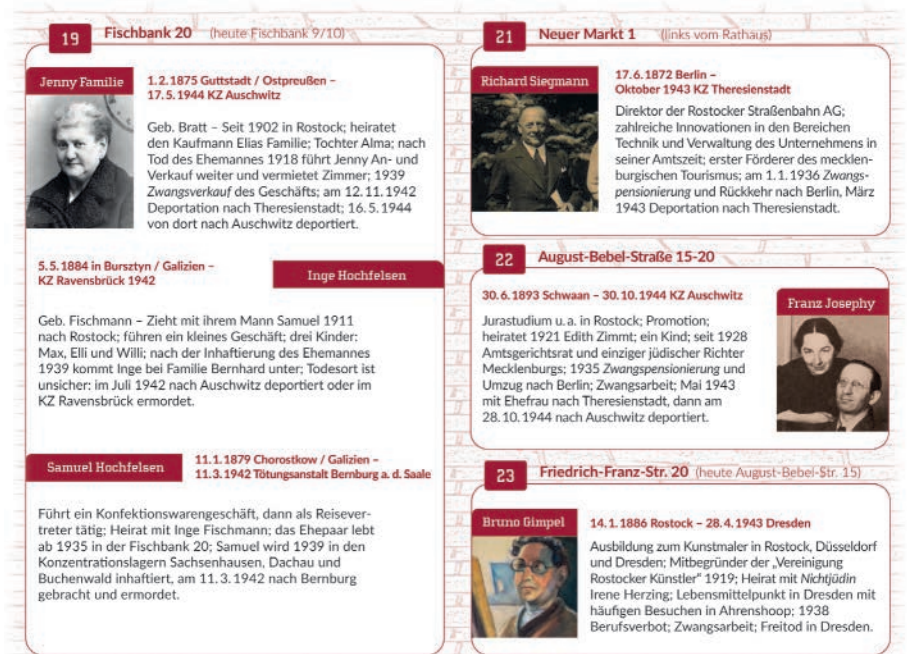 19 Fischbank 20 (heute Fischbank 9/10)
Jenny Familie
1. 2. 1875 Guttstadt / Ostpreußen –
17. 5. 1944 KZ Auschwitz
Geb. Bratt – Seit 1902 in Rostock; heiratet
den Kaufmann Elias Familie; Tochter Alma; nach
Tod des Ehemannes 1918 führt Jenny An- und
Verkauf weiter und vermietet Zimmer; 1939
Zwangsverkauf des Geschäfts; am 12. 11. 1942
Deportation nach Theresienstadt; 16. 5. 1944
von dort nach Auschwitz deportiert.
5. 5. 1884 in Bursztyn / Galizien –
KZ Ravensbrück 1942
Inge Hochfelsen
Geb. Fischmann – Zieht mit ihrem Mann Samuel 1911
nach Rostock; führen ein kleines Geschäft; drei Kinder:
Max, Elli und Willi; nach der Inhaftierung des Ehemannes
1939 kommt Inge bei Familie Bernhard unter; Todesort ist
unsicher: im Juli 1942 nach Auschwitz deportiert oder im
KZ Ravensbrück ermordet.
Samuel Hochfelsen
11. 1. 1879 Chorostkow / Galizien –
11. 3. 1942 Tötungsanstalt Bernburg a. d. Saale
Führt ein Konfektionswarengeschäft, dann als Reisever-
treter tätig; Heirat mit Inge Fischmann; das Ehepaar lebt
ab 1935 in der Fischbank 20; Samuel wird 1939 in den
Konzentrationslagern Sachsenhausen, Dachau und
Buchenwald inhaftiert, am 11. 3. 1942 nach Bernburg
gebracht und ermordet.
21 Neuer Markt 1 (links vom Rathaus)
Richard Siegmann
17. 6. 1872 Berlin –
Oktober 1943 KZ Theresienstadt
Direktor der Rostocker Straßenbahn AG;
zahlreiche Innovationen in den Bereichen
Technik und Verwaltung des Unternehmens in
seiner Amtszeit; erster Förderer des mecklen-
burgischen Tourismus; am 1. 1. 1936 Zwangs-
pensionierung und Rückkehr nach Berlin, März
1943 Deportation nach Theresienstadt.
22 August-Bebel-Straße 15-20
30. 6. 1893 Schwaan – 30. 10. 1944 KZ Auschwitz
Franz Josephy
Jurastudium u. a. in Rostock; Promotion;
heiratet 1921 Edith Zimmt; ein Kind; seit 1928
Amtsgerichtsrat und einziger jüdischer Richter
Mecklenburgs; 1935 Zwangspensionierung und
Umzug nach Berlin; Zwangsarbeit; Mai 1943
mit Ehefrau nach Theresienstadt, dann am
28. 10. 1944 nach Auschwitz deportiert.
23 Friedrich-Franz-Str. 20 (heute August-Bebel-Str. 15)
Bruno Gimpel
14. 1. 1886 Rostock – 28. 4. 1943 Dresden
Ausbildung zum Kunstmaler in Rostock, Düsseldorf
und Dresden; Mitbegründer der „Vereinigung
Rostocker Künstler“ 1919; Heirat mit Nichtjüdin
Irene Herzing; Lebensmittelpunkt in Dresden mit
häufigen Besuchen in Ahrenshoop; 1938
Berufsverbot; Zwangsarbeit; Freitod in Dresden.